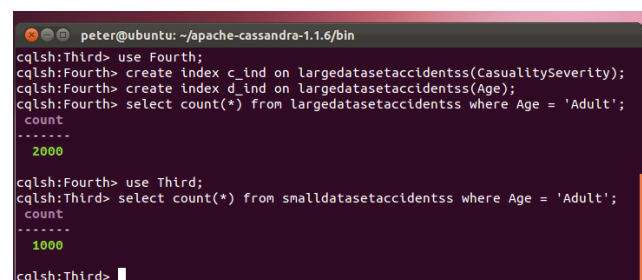 peter@ubuntu: ~/apache-cassandra-1.1.6/bin
cqlsh:Third> use Fourth;
cqlsh:Fourth> create index c_ind on largedatasetaccidentss(CasualitySeverity);
cqlsh:Fourth> create index d_ind on largedatasetaccidentss(Age);
cqlsh:Fourth> select count(*) from largedatasetaccidentss where Age = 'Adult';
count
-------
2000
cqlsh:Fourth> use Third;
cqlsh:Third> select count(*) from smalldatasetaccidentss where Age = 'Adult';
count
-------
1000
cqlsh:Third>